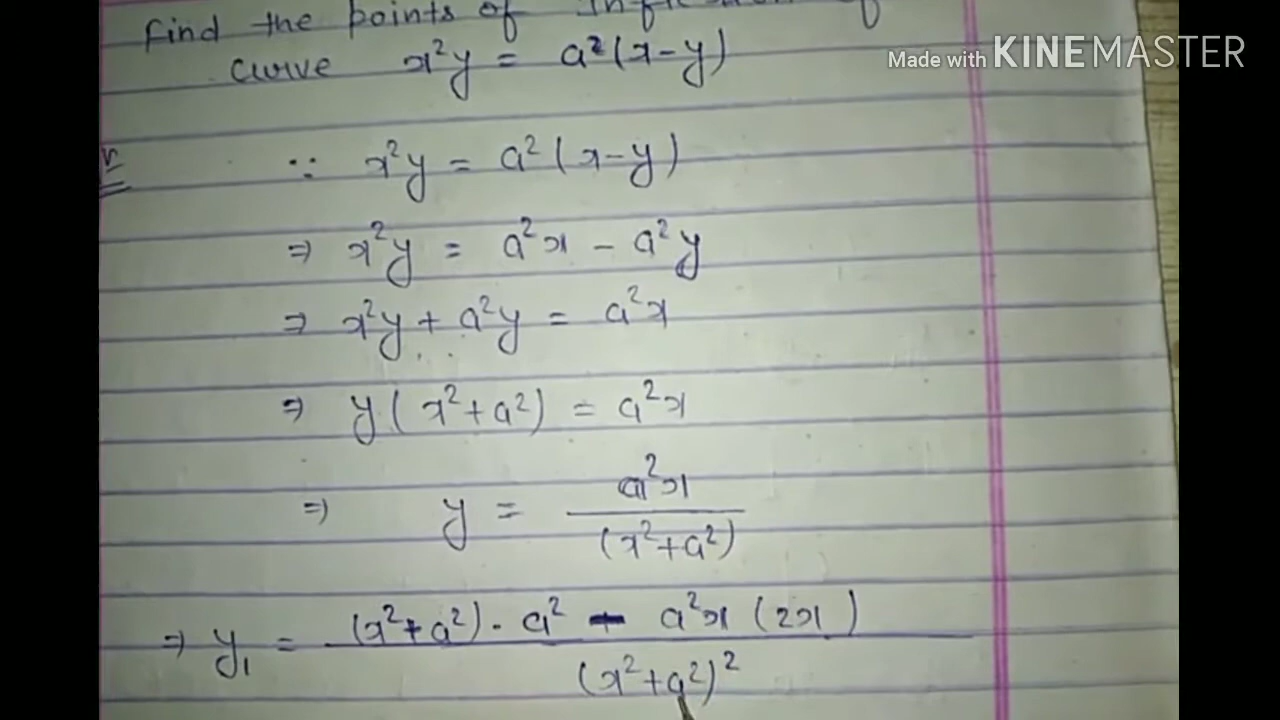 Find the points of
curve x²y = a²(x-y)
Made with KINEMASTER
∵ x²y = a²(x-y)
⇒ x²y = a²x - a²y
⇒ x²y + a²y = a²x
⇒ y(x²+a²) = a²x
⇒ y = a²x / (x²+a²)
⇒ y₁ = (x²+a²)·a² - a²x(2x) / (x²+a²)²